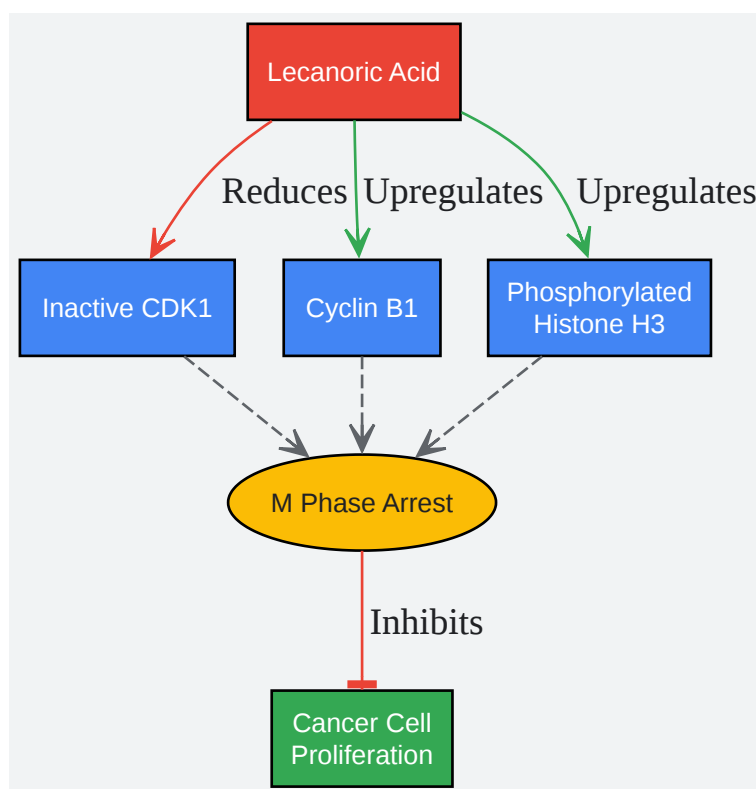 Lecanoric Acid
Reduces
Upregulates
Upregulates
Inactive CDK1
Cyclin B1
Phosphorylated
Histone H3
M Phase Arrest
Inhibits
Cancer Cell
Proliferation